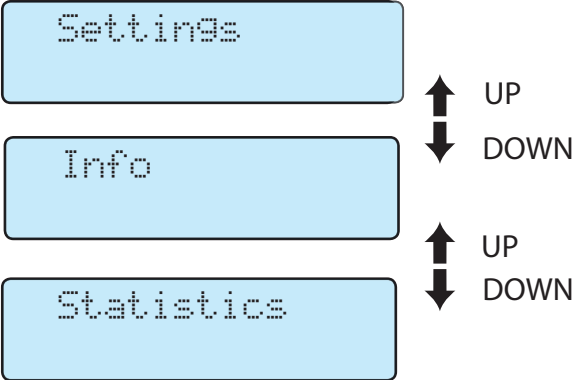 Settings
UP
DOWN
Info
UP
DOWN
Statistics